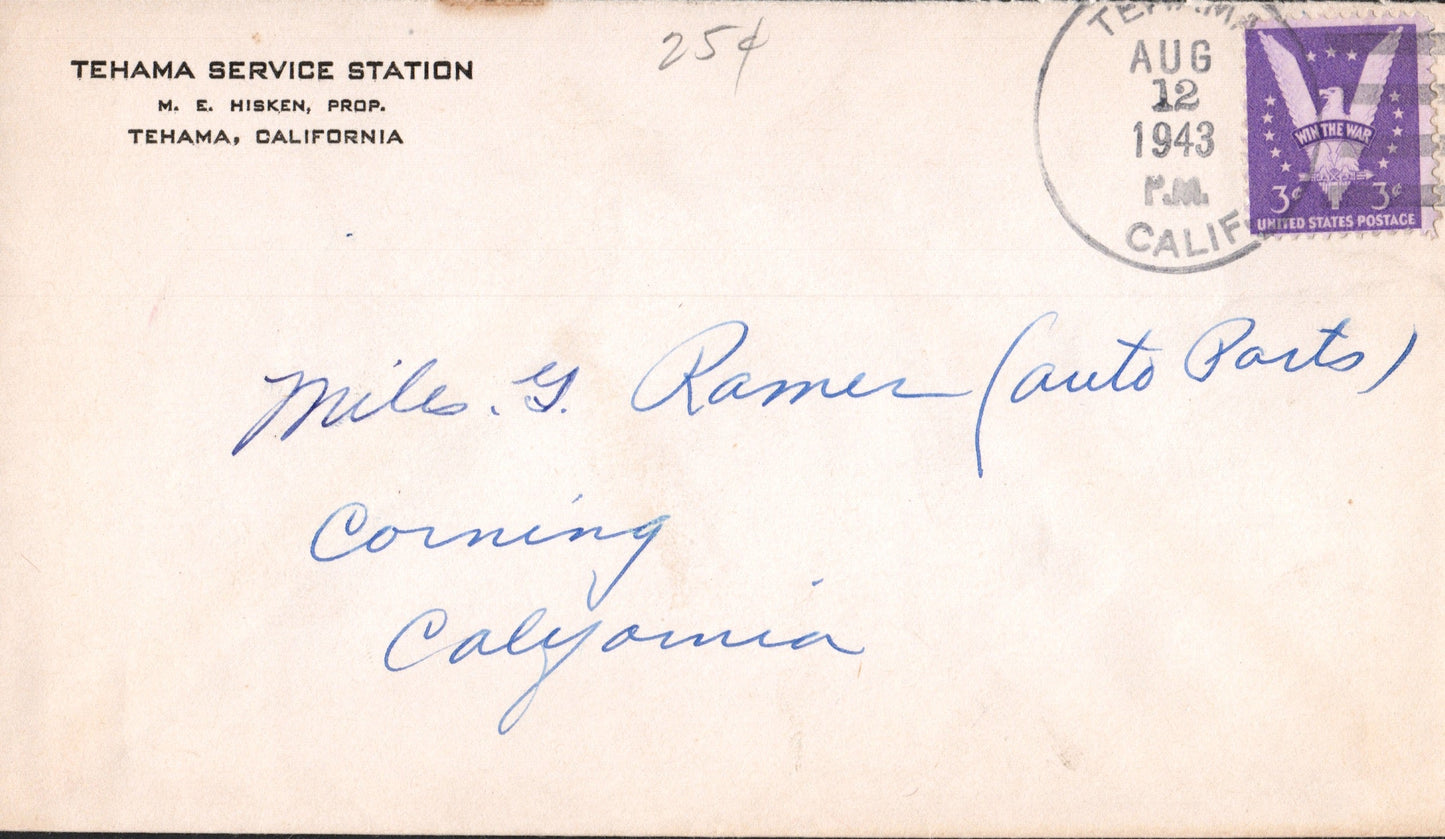 TEHAMA SERVICE STATION
M. E. HISKEN, PROP.
TEHAMA, CALIFORNIA
25¢
TEHAMA
AUG
12
1943
P.M.
CALIF.
WIN THE WAR
3¢ 3¢
UNITED STATES POSTAGE
Miles. G. Ramer (auto Parts)
Corning
California